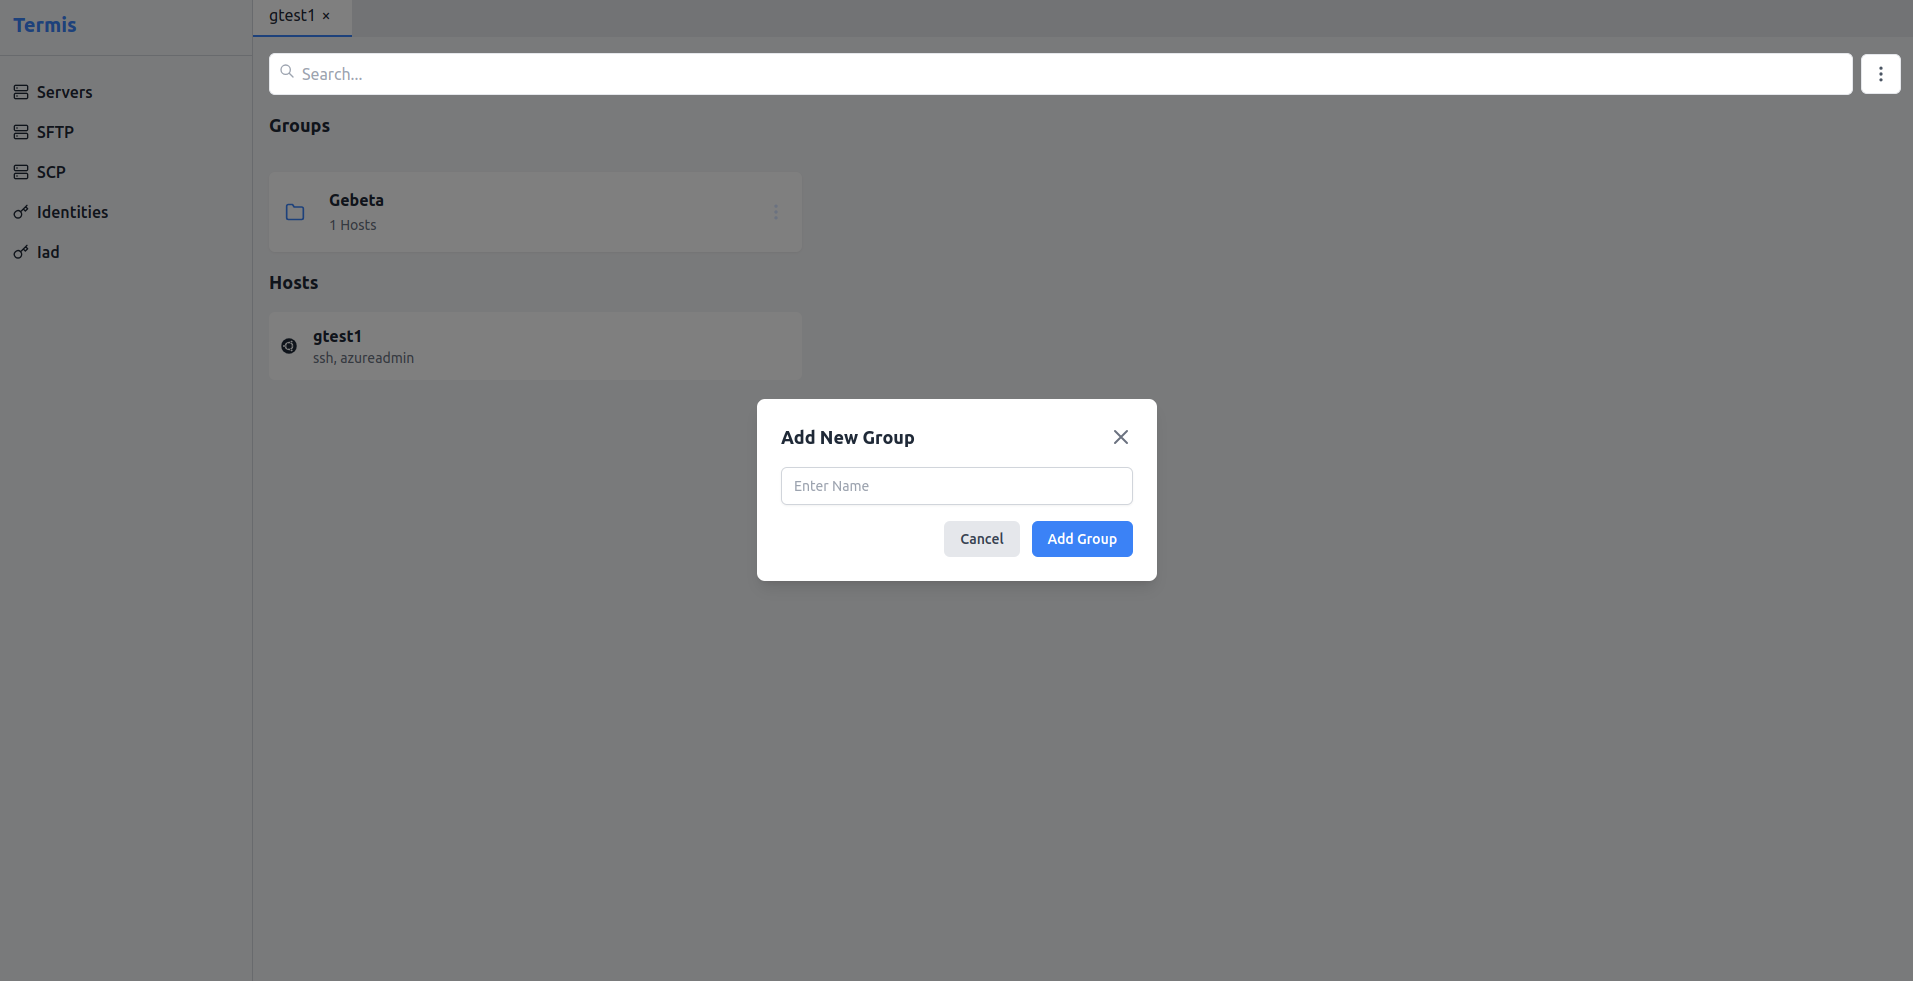 Termis
gtest1 ×
Servers
SFTP
SCP
Identities
Iad
Search...
Groups
Gebeta
1 Hosts
Hosts
gtest1
ssh, azureadmin
Add New Group
Enter Name
Cancel
Add Group